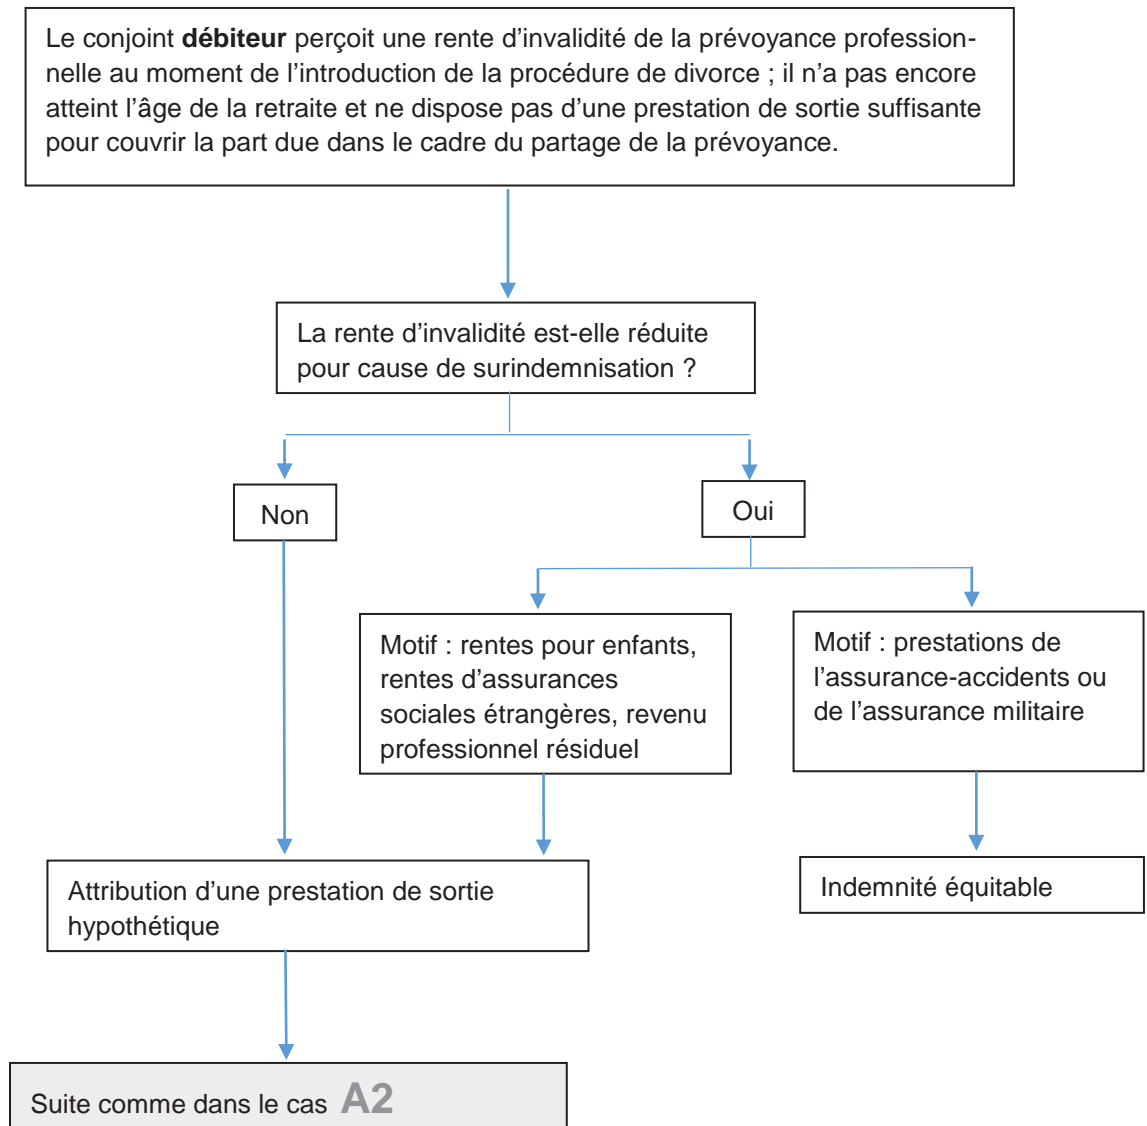 Le conjoint débiteur perçoit une rente d’invalidité de la prévoyance profession-
nelle au moment de l’introduction de la procédure de divorce ; il n’a pas encore
atteint l’âge de la retraite et ne dispose pas d’une prestation de sortie suffisante
pour couvrir la part due dans le cadre du partage de la prévoyance.
La rente d’invalidité est-elle réduite
pour cause de surindemnisation ?
Non
Oui
Motif : rentes pour enfants,
rentes d’assurances
sociales étrangères, revenu
professionnel résiduel
Motif : prestations de
l’assurance-accidents ou
de l’assurance militaire
Attribution d’une prestation de sortie
hypothétique
Indemnité équitable
Suite comme dans le cas A2